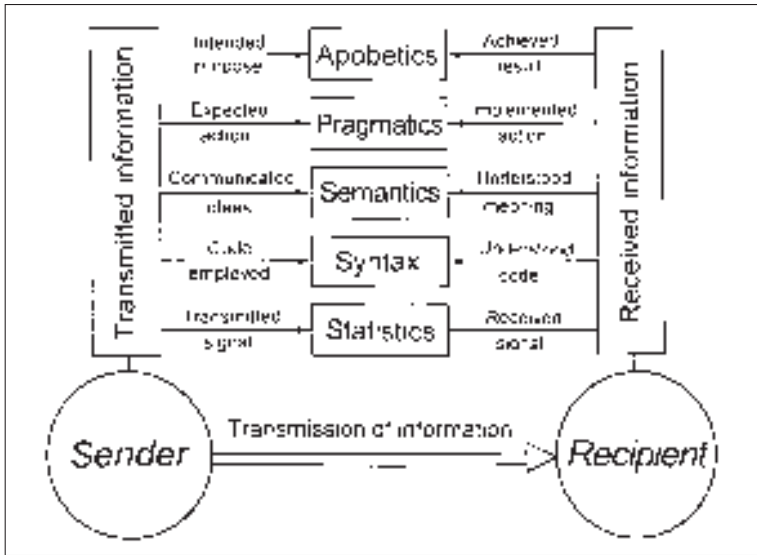 Intended
purpose
Apobetics
Achieved
result
Expected
action
Pragmatics
Implemented
action
Communicated
ideas
Semantics
Understood
meaning
Code
employed
Syntax
Understood
code
Transmitted
signal
Statistics
Received
signal
Transmitted information
Received information
Transmission of information
Sender
Recipient